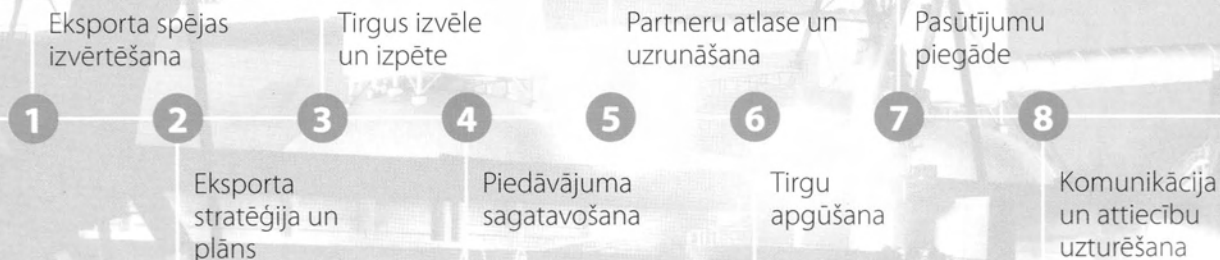 Eksporta spējas
izvērtēšana
Tirgus izvēle
un izpēte
Partneru atlase un
uzrunāšana
Pasūtījumu
piegāde
1 2 3 4 5 6 7 8
Eksporta
stratēģija un
plāns
Piedāvājuma
sagatavošana
Tirgu
apgūšana
Komunikācija
un attiecību
uzturēšana